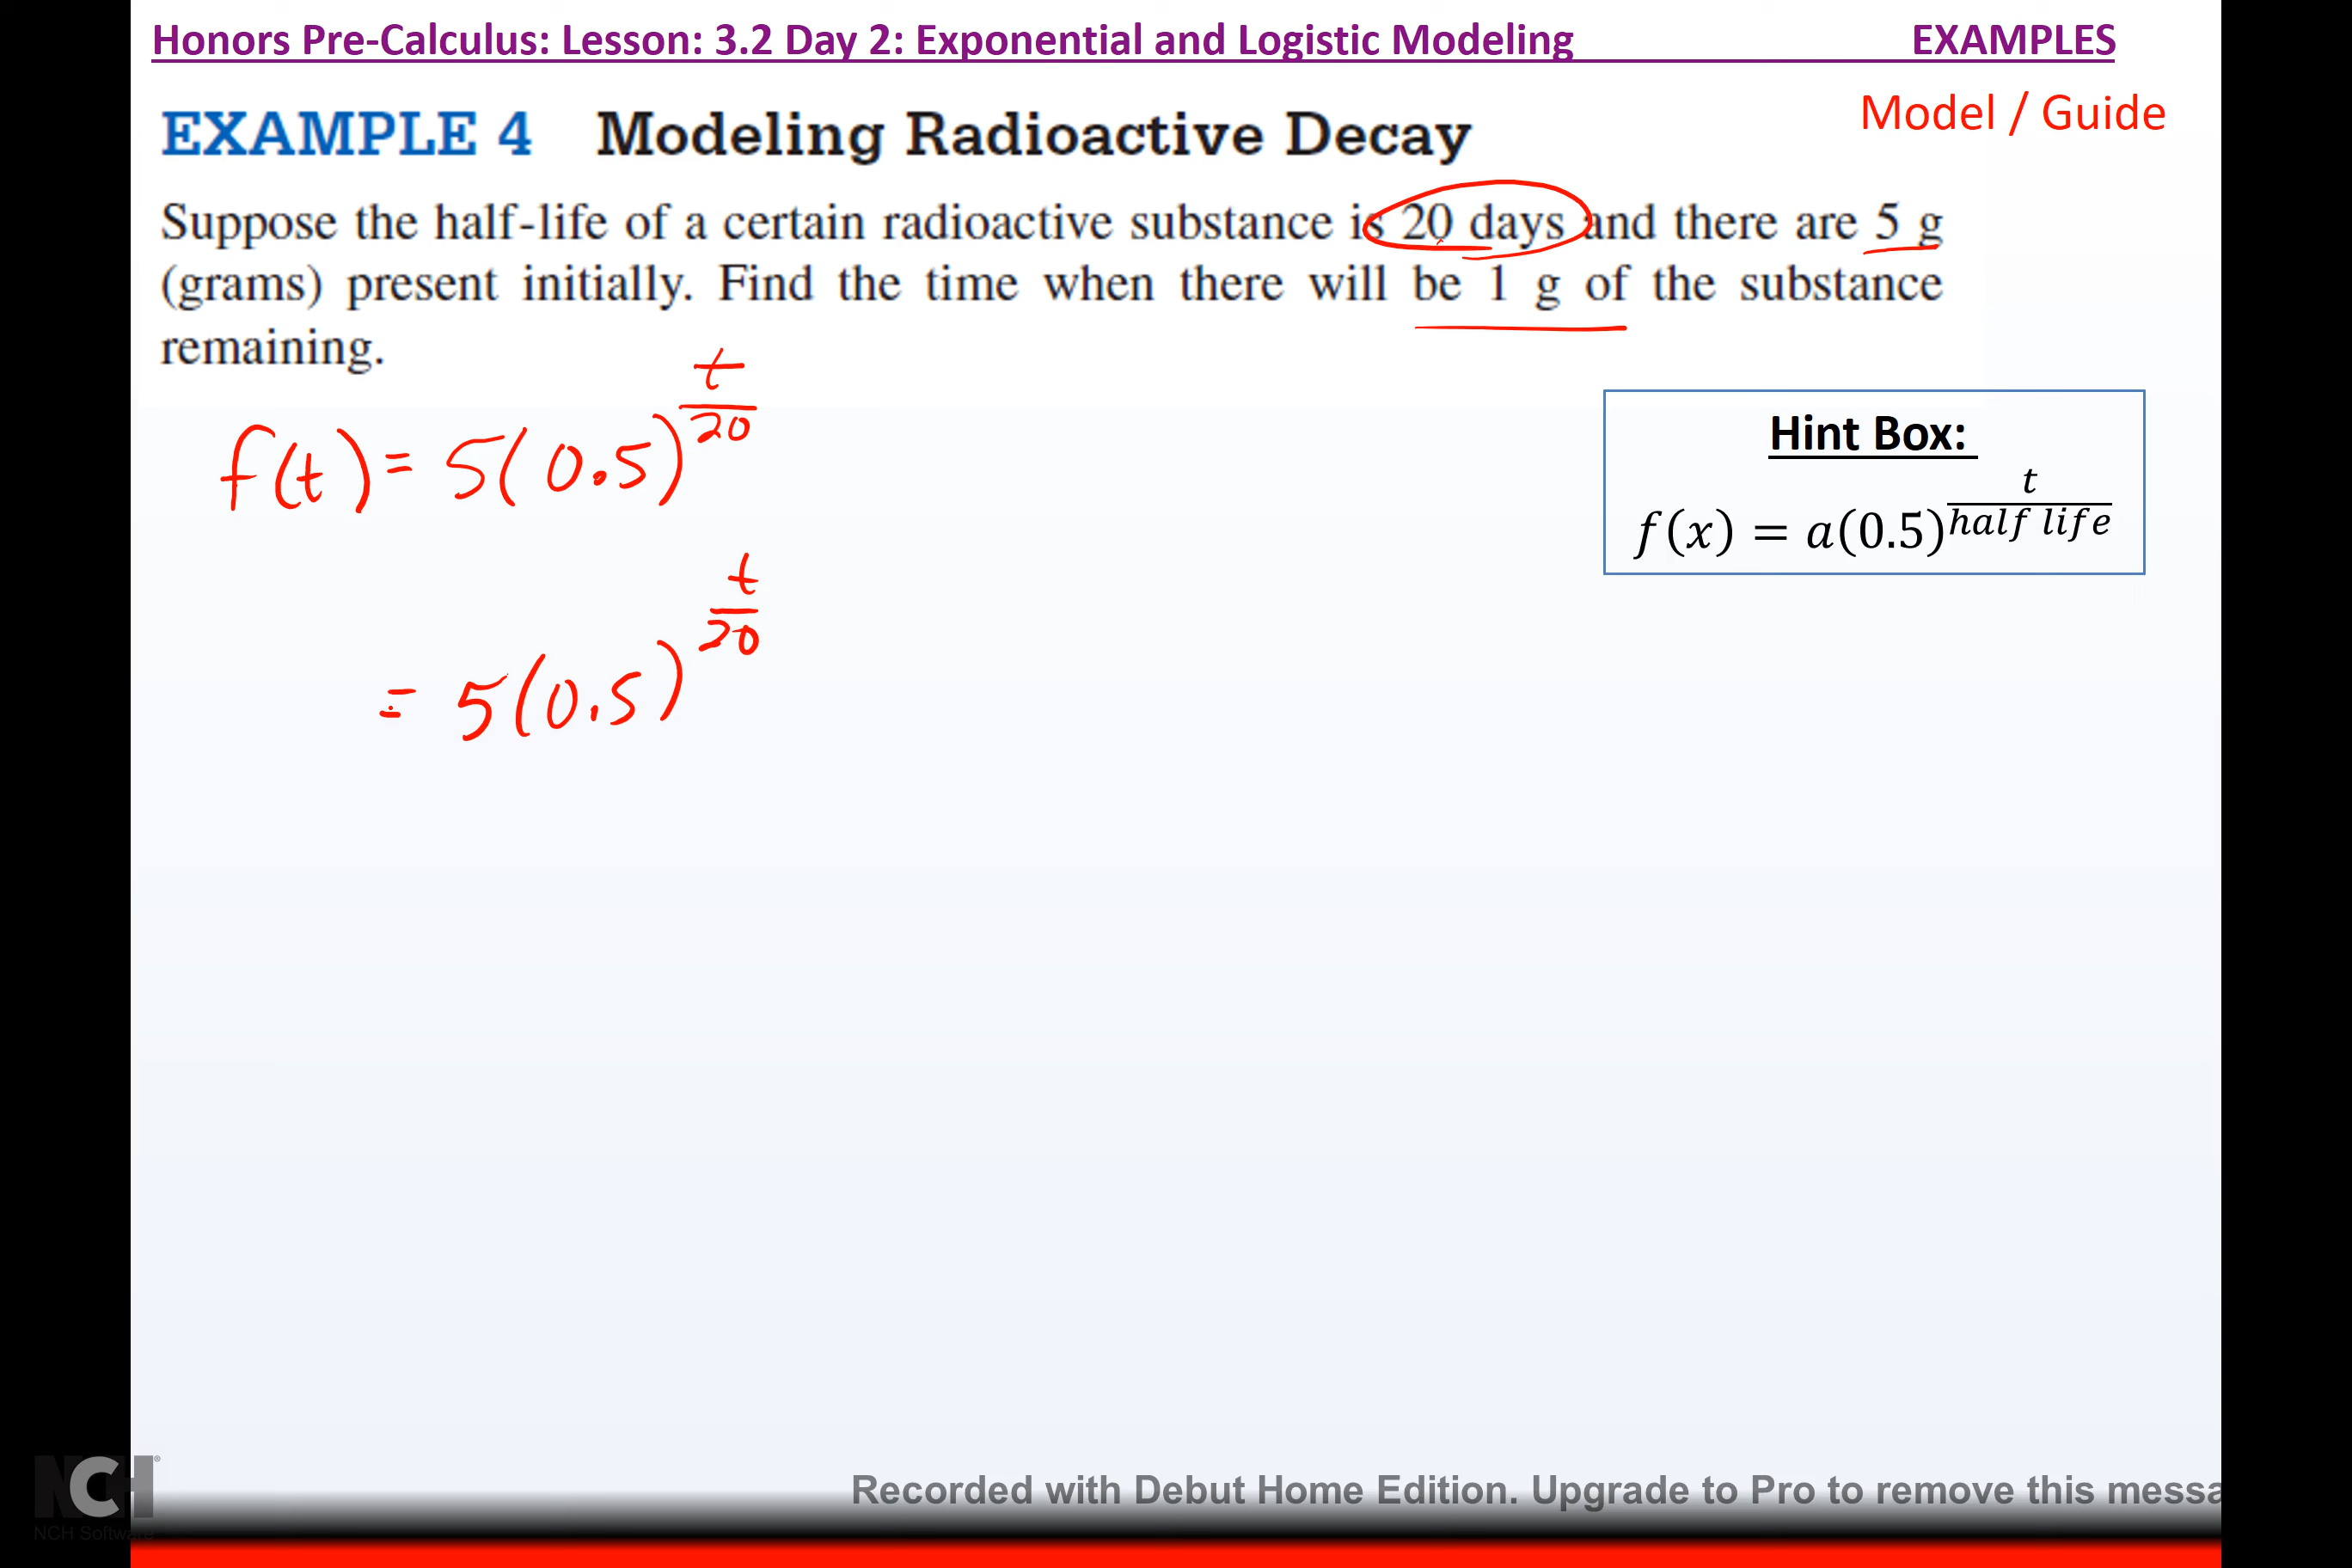 Honors Pre-Calculus: Lesson: 3.2 Day 2: Exponential and Logistic Modeling EXAMPLES
Model / Guide
EXAMPLE 4 Modeling Radioactive Decay
Suppose the half-life of a certain radioactive substance is 20 days and there are 5 g
(grams) present initially. Find the time when there will be 1 g of the substance
remaining.
f(t) = 5(0.5)^(t/20)
= 5(0.5)^(t/20)
Hint Box:
f(x) = a(0.5)^(t/half life)
NCH®
NCH Software
Recorded with Debut Home Edition. Upgrade to Pro to remove this messa